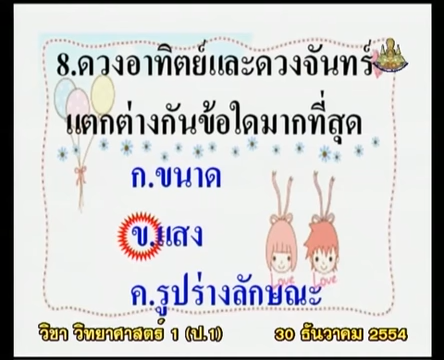 8.ดวงอาทิตย์และดวงจันทร์
แตกต่างกันข้อใดมากที่สุด
ก.ขนาด
ข.แสง
ค.รูปร่างลักษณะ
Love Love
วิชา วิทยาศาสตร์ 1 (ป.1) 30 ธันวาคม 2554